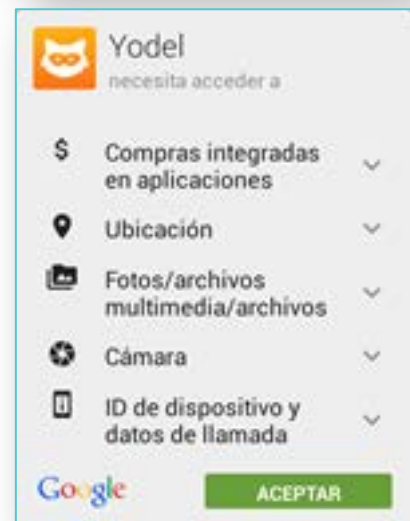 Yodel
necesita acceder a
$ Compras integradas
en aplicaciones
Ubicación
Fotos/archivos
multimedia/archivos
Cámara
ID de dispositivo y
datos de llamada
Google
ACEPTAR